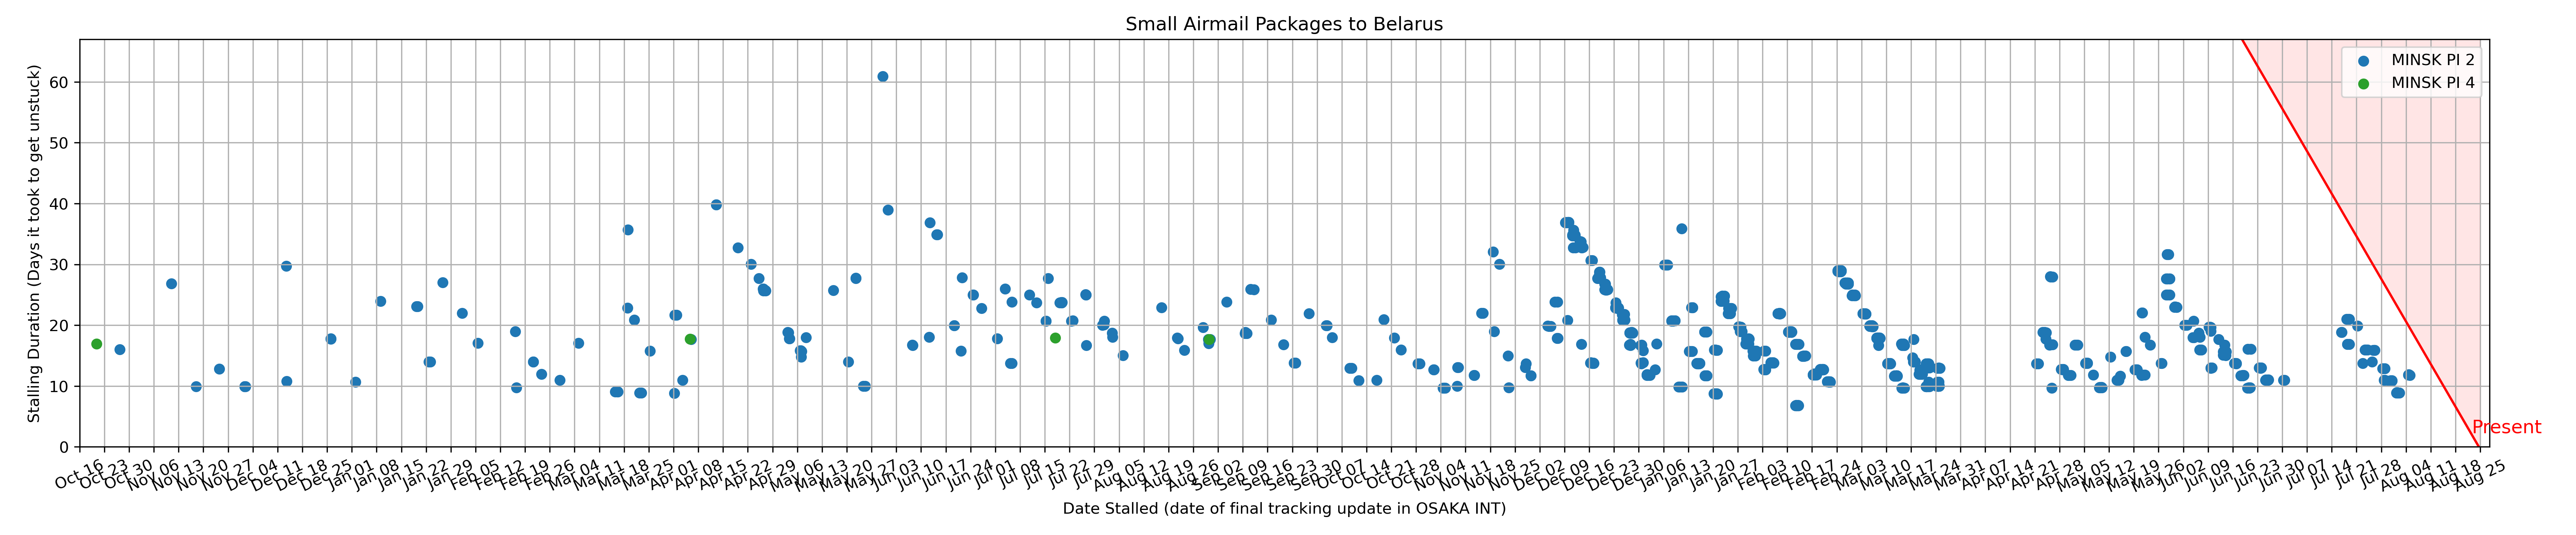 Small Airmail Packages to Belarus
Stalling Duration (Days it took to get unstuck)
60
50
40
30
20
10
0
MINSK PI 2
MINSK PI 4
Present
Oct 16
Oct 23
Oct 30
Nov 06
Nov 13
Nov 20
Nov 27
Dec 04
Dec 11
Dec 18
Dec 25
Jan 01
Jan 08
Jan 15
Jan 22
Jan 29
Feb 05
Feb 12
Feb 19
Feb 26
Mar 04
Mar 11
Mar 18
Mar 25
Apr 01
Apr 08
Apr 15
Apr 22
Apr 29
May 06
May 13
May 20
May 27
Jun 03
Jun 10
Jun 17
Jun 24
Jul 01
Jul 08
Jul 15
Jul 22
Jul 29
Aug 05
Aug 12
Aug 19
Aug 26
Sep 02
Sep 09
Sep 16
Sep 23
Sep 30
Oct 07
Oct 14
Oct 21
Oct 28
Nov 04
Nov 11
Nov 18
Nov 25
Dec 02
Dec 09
Dec 16
Dec 23
Dec 30
Jan 06
Jan 13
Jan 20
Jan 27
Feb 03
Feb 10
Feb 17
Feb 24
Mar 03
Mar 10
Mar 17
Mar 24
Mar 31
Apr 07
Apr 14
Apr 21
Apr 28
May 05
May 12
May 19
May 26
Jun 02
Jun 09
Jun 16
Jun 23
Jun 30
Jul 07
Jul 14
Jul 21
Jul 28
Aug 04
Aug 11
Aug 18
Aug 25
Date Stalled (date of final tracking update in OSAKA INT)